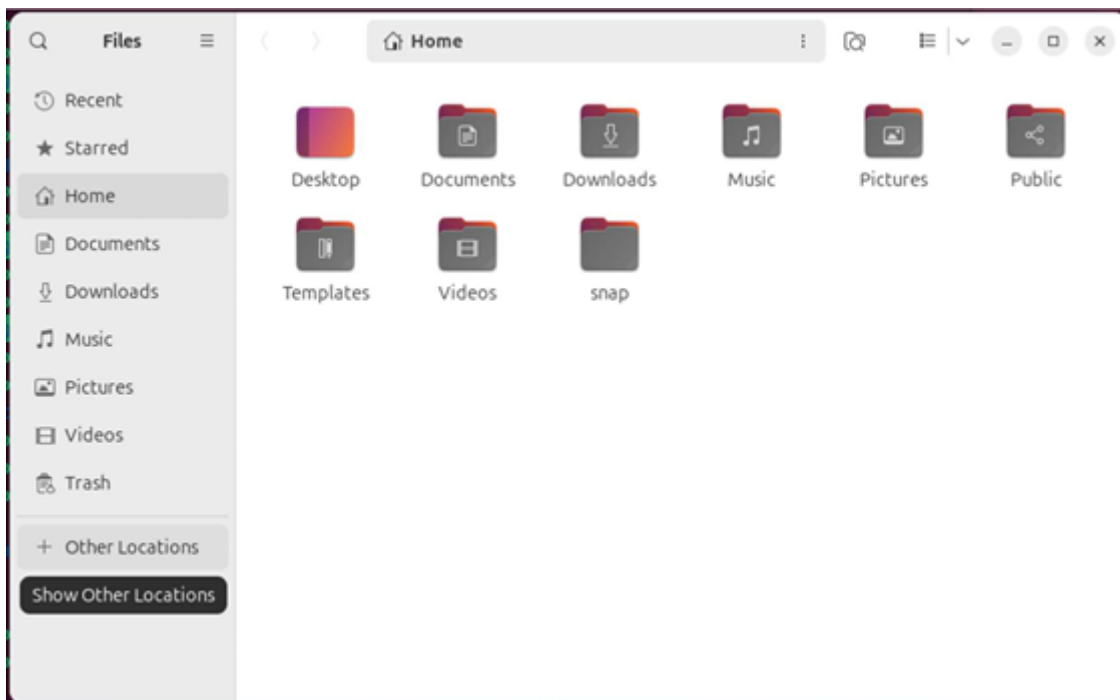 Files
Home
Recent
Starred
Home
Documents
Downloads
Music
Pictures
Videos
Trash
+ Other Locations
Show Other Locations
Desktop Documents Downloads Music Pictures Public
Templates Videos snap